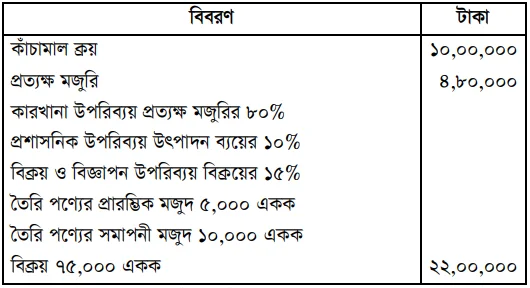 বিবরণ টাকা
কাঁচামাল ক্রয় ১০,০০,০০০
প্রত্যক্ষ মজুরি ৪,৮০,০০০
কারখানা উপরিব্যয় প্রত্যক্ষ মজুরির ৮০%
প্রশাসনিক উপরিব্যয় উৎপাদন ব্যয়ের ১০%
বিক্রয় ও বিজ্ঞাপন উপরিব্যয় বিক্রয়ের ১৫%
তৈরি পণ্যের প্রারম্ভিক মজুদ ৫,০০০ একক
তৈরি পণ্যের সমাপনী মজুদ ১০,০০০ একক
বিক্রয় ৭৫,০০০ একক ২২,০০,০০০